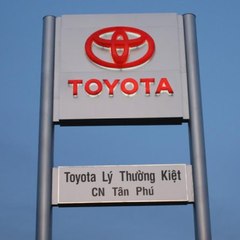 TOYOTA
Toyota Lý Thường Kiệt
CN Tân Phú